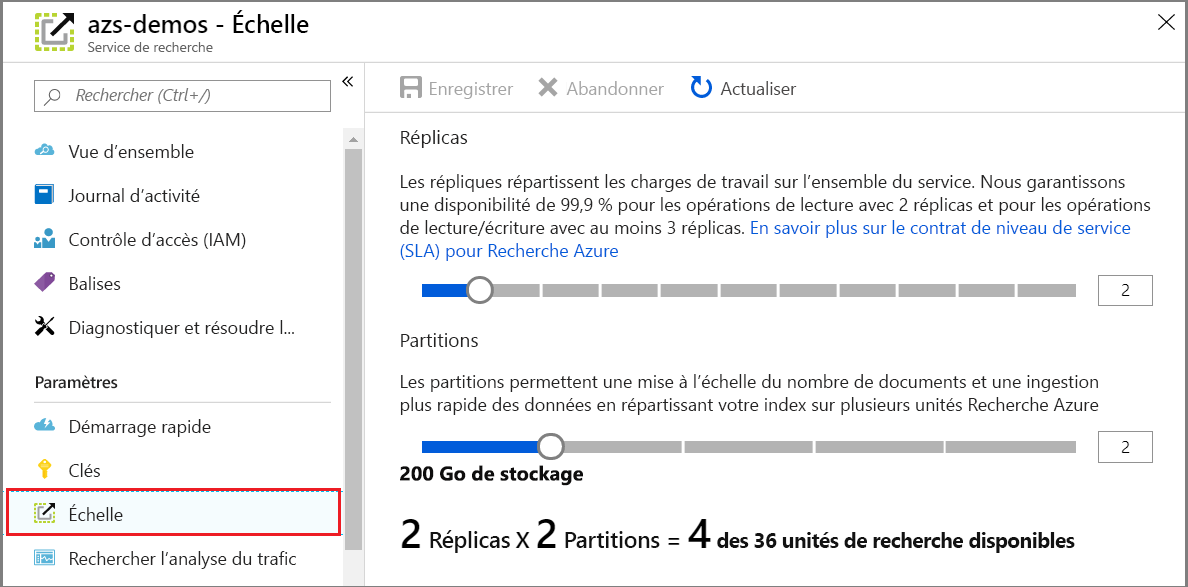 azs-demos - Échelle
Service de recherche
Rechercher (Ctrl+/)
Vue d’ensemble
Journal d’activité
Contrôle d’accès (IAM)
Balises
Diagnostiquer et résoudre l...
Paramètres
Démarrage rapide
Clés
Échelle
Rechercher l’analyse du trafic
Enregistrer
Abandonner
Actualiser
Réplicas
Les répliques répartissent les charges de travail sur l’ensemble du service. Nous garantissons
une disponibilité de 99,9 % pour les opérations de lecture avec 2 réplicas et pour les opérations
de lecture/écriture avec au moins 3 réplicas. En savoir plus sur le contrat de niveau de service
(SLA) pour Recherche Azure
2
Partitions
Les partitions permettent une mise à l’échelle du nombre de documents et une ingestion
plus rapide des données en répartissant votre index sur plusieurs unités Recherche Azure
2
200 Go de stockage
2 Réplicas X 2 Partitions = 4 des 36 unités de recherche disponibles